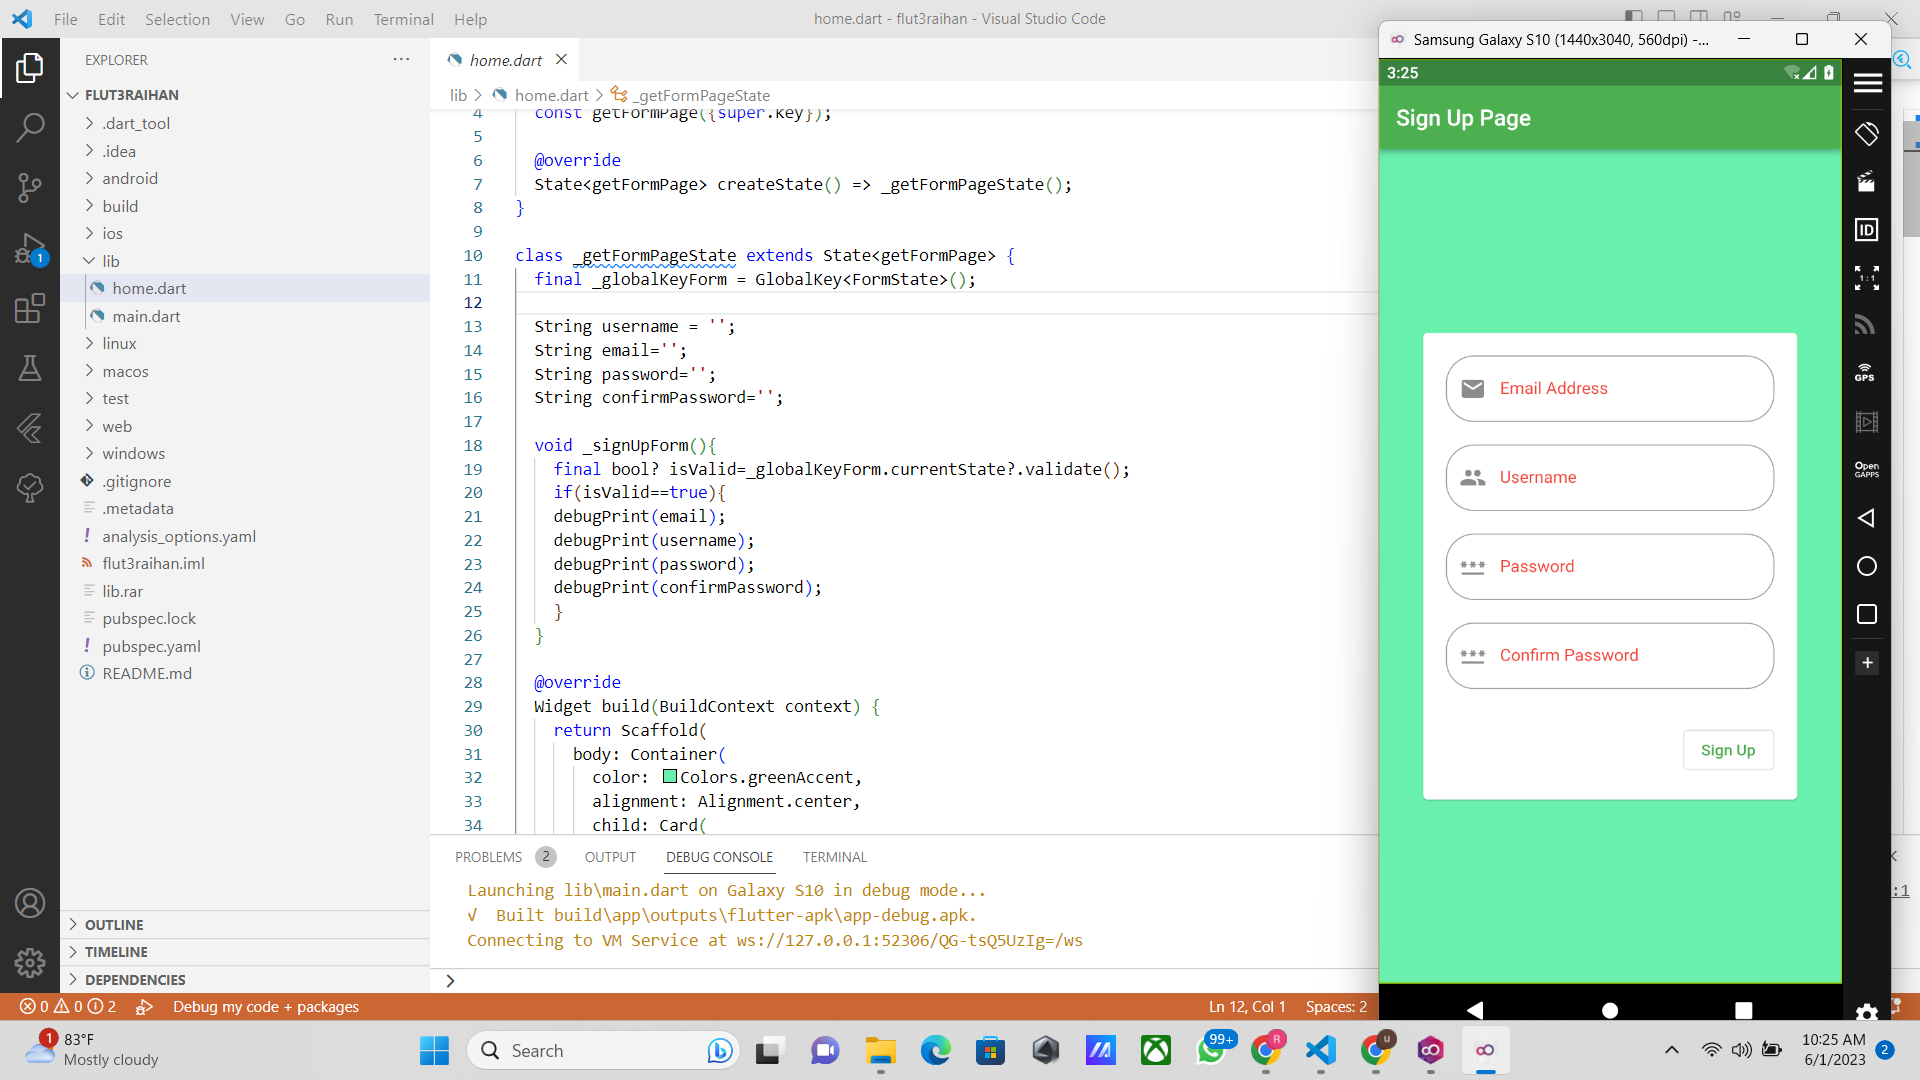 File Edit Selection View Go Run Terminal Help
home.dart - flut3raihan - Visual Studio Code
EXPLORER
FLUT3RAIHAN
.dart_tool
.idea
android
build
ios
lib
home.dart
main.dart
linux
macos
test
web
windows
.gitignore
.metadata
analysis_options.yaml
flut3raihan.iml
lib.rar
pubspec.lock
pubspec.yaml
README.md
OUTLINE
TIMELINE
DEPENDENCIES
1
home.dart
lib > home.dart > _getFormPageState
4 const getFormPage({super.key});
5
6 @override
7 State<getFormPage> createState() => _getFormPageState();
8 }
9
10 class _getFormPageState extends State<getFormPage> {
11 final _globalKeyForm = GlobalKey<FormState>();
12
13 String username = '';
14 String email='';
15 String password='';
16 String confirmPassword='';
17
18 void _signUpForm(){
19 final bool? isValid=_globalKeyForm.currentState?.validate();
20 if(isValid==true){
21 debugPrint(email);
22 debugPrint(username);
23 debugPrint(password);
24 debugPrint(confirmPassword);
25 }
26 }
27
28 @override
29 Widget build(BuildContext context) {
30 return Scaffold(
31 body: Container(
32 color: Colors.greenAccent,
33 alignment: Alignment.center,
34 child: Card(
PROBLEMS 2 OUTPUT DEBUG CONSOLE TERMINAL
Launching lib\main.dart on Galaxy S10 in debug mode...
√ Built build\app\outputs\flutter-apk\app-debug.apk.
Connecting to VM Service at ws://127.0.0.1:52306/QG-tsQ5UzIg=/ws
:1
>
0 0 2 Debug my code + packages
Ln 12, Col 1 Spaces: 2
Samsung Galaxy S10 (1440x3040, 560dpi) -...
3:25
Sign Up Page
Email Address
Username
*** Password
*** Confirm Password
Sign Up
ID
1:1
GPS
Open
GAPPS
1
83°F
Mostly cloudy
Search
99+
R
u
10:25 AM
6/1/2023
2